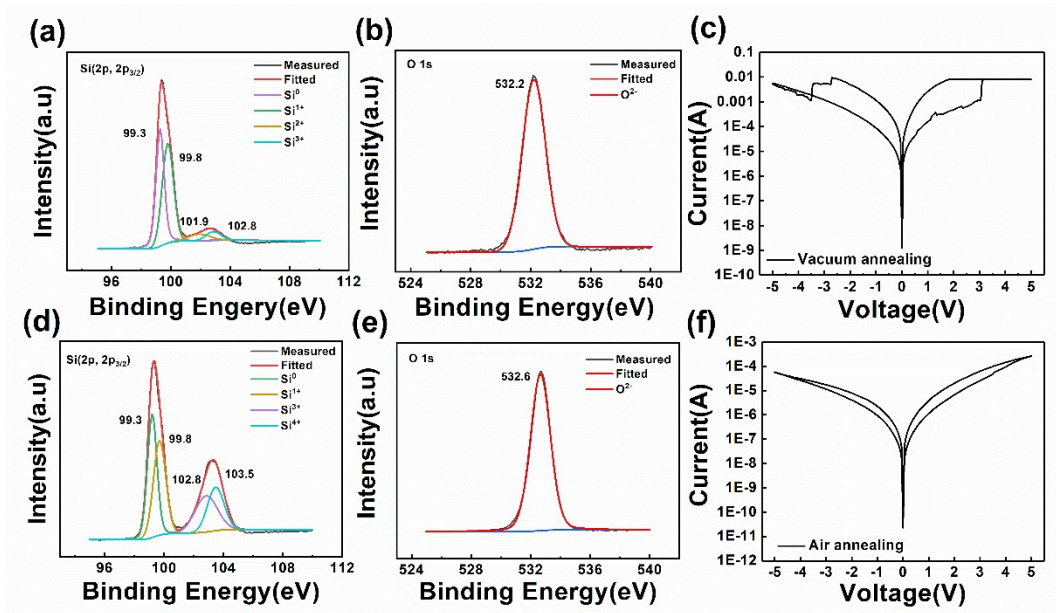 (a)
Si(2p, 2p3/2)
Measured
Fitted
Si0
Si1+
Si2+
Si3+
99.3
99.8
101.9
102.8
Intensity(a.u)
96 100 104 108 112
Binding Engery(eV)
(b)
O 1s
Measured
Fitted
O2-
532.2
Intensity(a.u)
524 528 532 536 540
Binding Energy(eV)
(c)
0.1
0.01
0.001
1E-4
1E-5
1E-6
1E-7
1E-8
1E-9
1E-10
Current(A)
Vacuum annealing
-5 -4 -3 -2 -1 0 1 2 3 4 5
Voltage(V)
(d)
Si(2p, 2p3/2)
Measured
Fitted
Si0
Si1+
Si3+
Si4+
99.3
99.8
102.8
103.5
Intensity(a.u)
96 100 104 108 112
Binding Energy(eV)
(e)
O 1s
Measured
Fitted
O2-
532.6
Intensity(a.u)
524 528 532 536 540
Binding Energy(eV)
(f)
1E-3
1E-4
1E-5
1E-6
1E-7
1E-8
1E-9
1E-10
1E-11
1E-12
Current(A)
Air annealing
-5 -4 -3 -2 -1 0 1 2 3 4 5
Voltage(V)